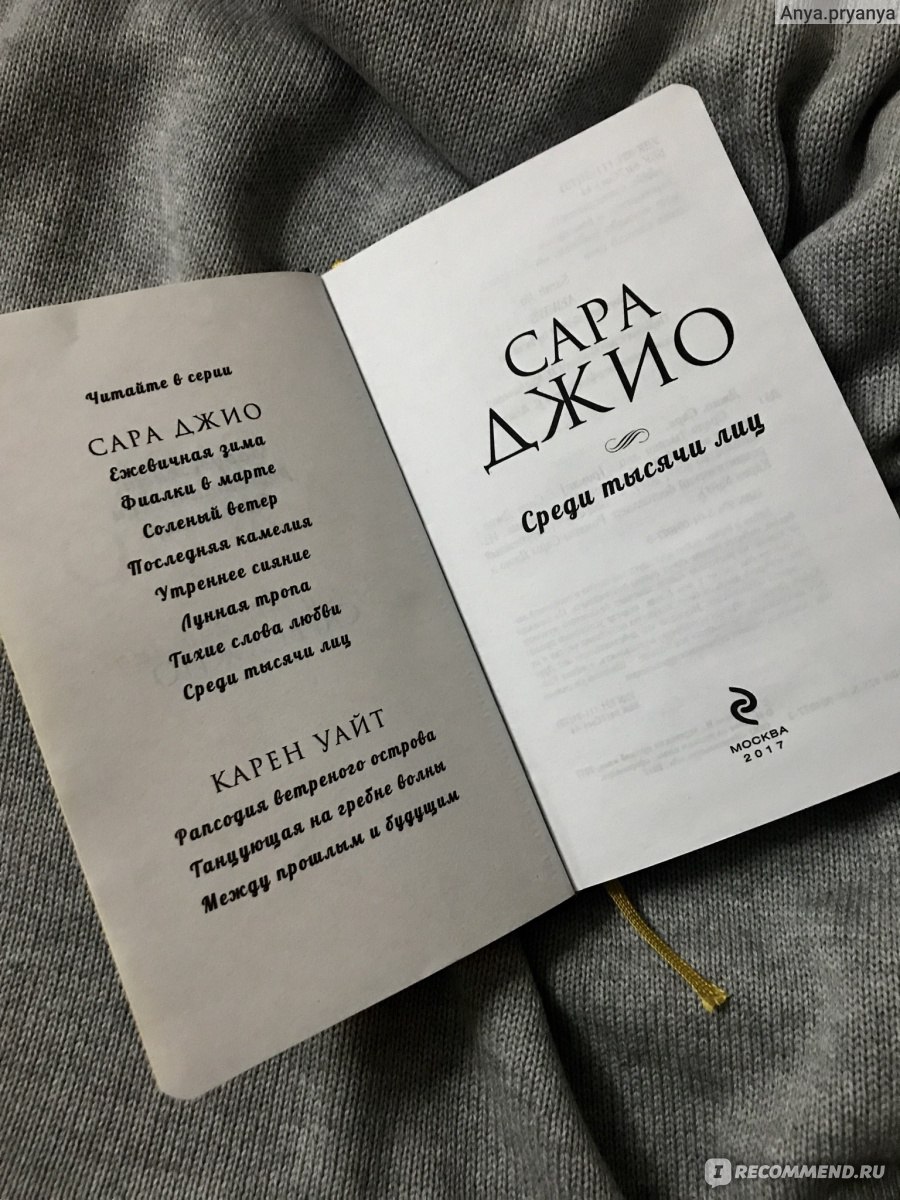 Anya.pryanya
Читайте в серии
САРА ДЖИО
Ежевичная зима
Фиалки в марте
Соленый ветер
Последняя камелия
Утреннее сияние
Лунная тропа
Тихие слова любви
Среди тысячи лиц
КАРЕН УАЙТ
Рапсодия ветреного острова
Танцующая на гребне волны
Между прошлым и будущим
САРА
ДЖИО
Среди тысячи лиц
МОСКВА
2017
IRECOMMEND.RU